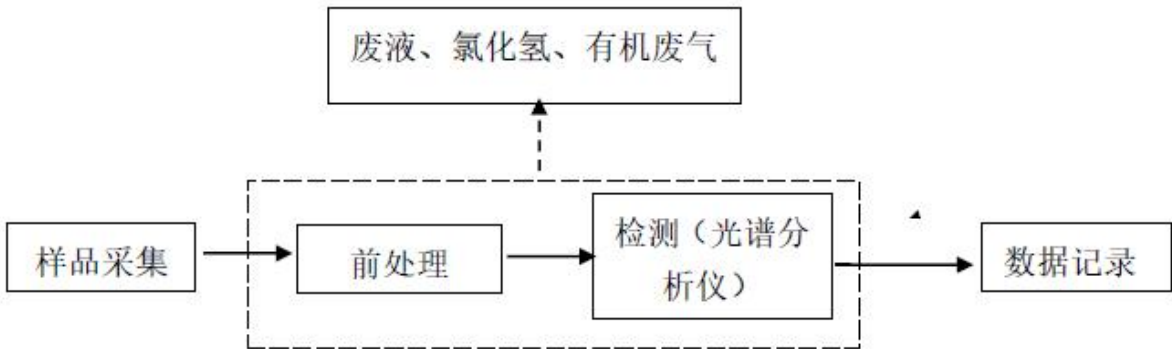 废液、氯化氢、有机废气
样品采集
前处理
检测（光谱分
析仪）
数据记录